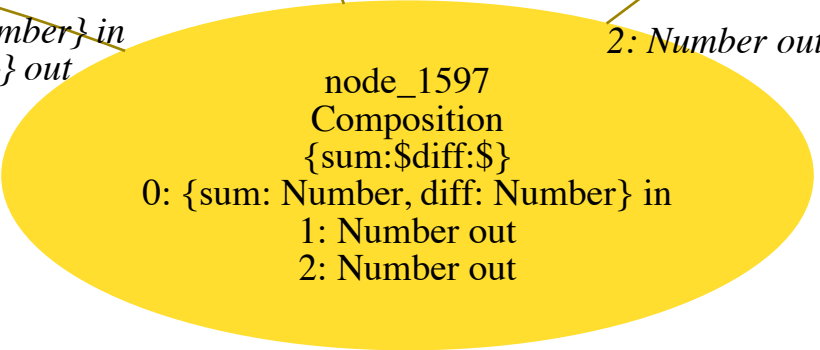 mber} in
} out
2: Number out
node_1597
Composition
{sum:$diff:$}
0: {sum: Number, diff: Number} in
1: Number out
2: Number out